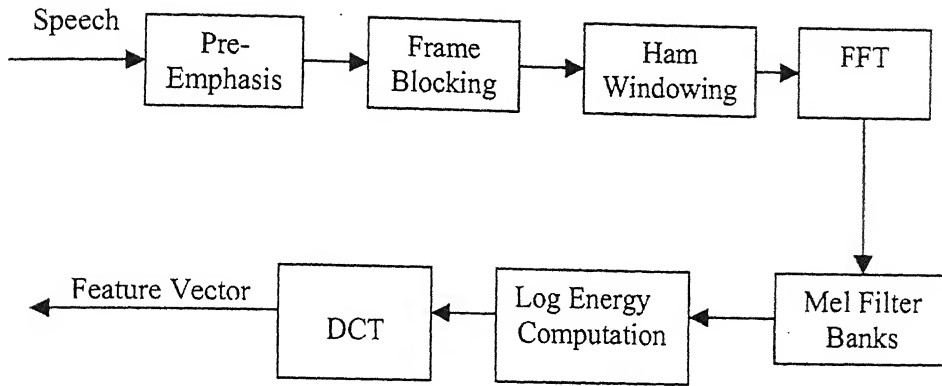 Speech
Pre-
Emphasis
Frame
Blocking
Ham
Windowing
FFT
Mel Filter
Banks
Log Energy
Computation
DCT
Feature Vector